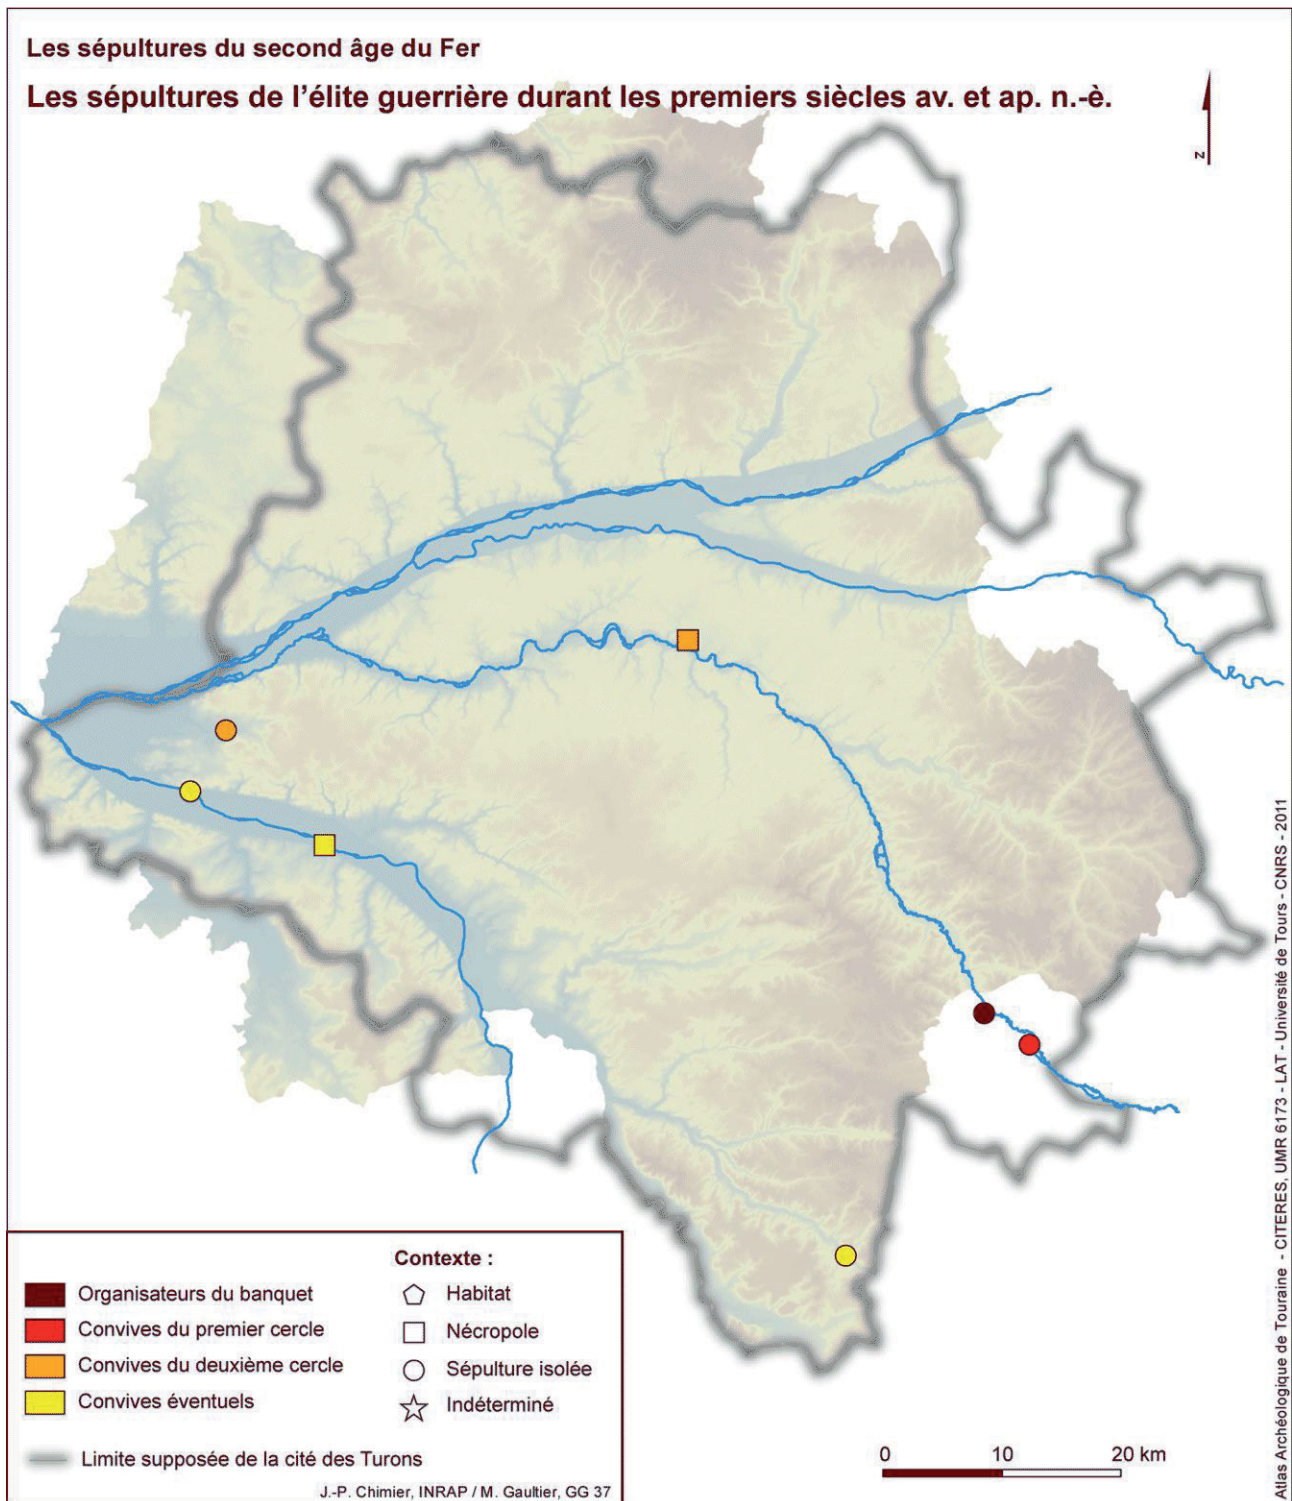 Les sépultures du second âge du Fer
Les sépultures de l'élite guerrière durant les premiers siècles av. et ap. n.-è.
N
Organisateurs du banquet
Convives du premier cercle
Convives du deuxième cercle
Convives éventuels
Limite supposée de la cité des Turons
Contexte :
Habitat
Nécropole
Sépulture isolée
Indéterminé
J.-P. Chimier, INRAP / M. Gaultier, GG 37
0 10 20 km
Atlas Archéologique de Touraine - CITERES, UMR 6173 - LAT - Université de Tours - CNRS - 2011